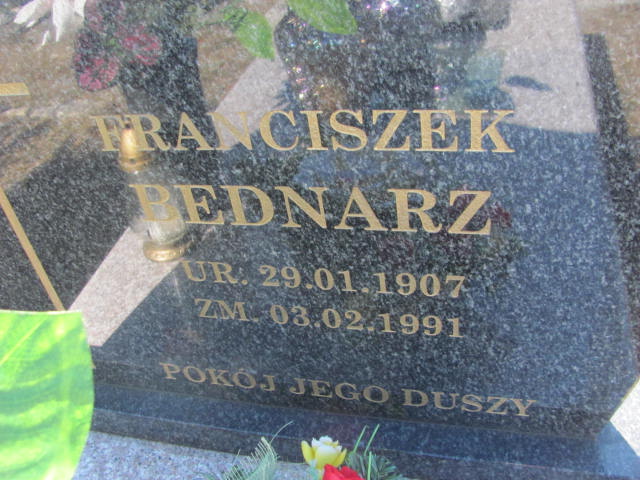 FRANCISZEK
BEDNARZ
UR. 29.01.1907
ZM. 03.02.1991
POKÓJ JEGO DUSZY